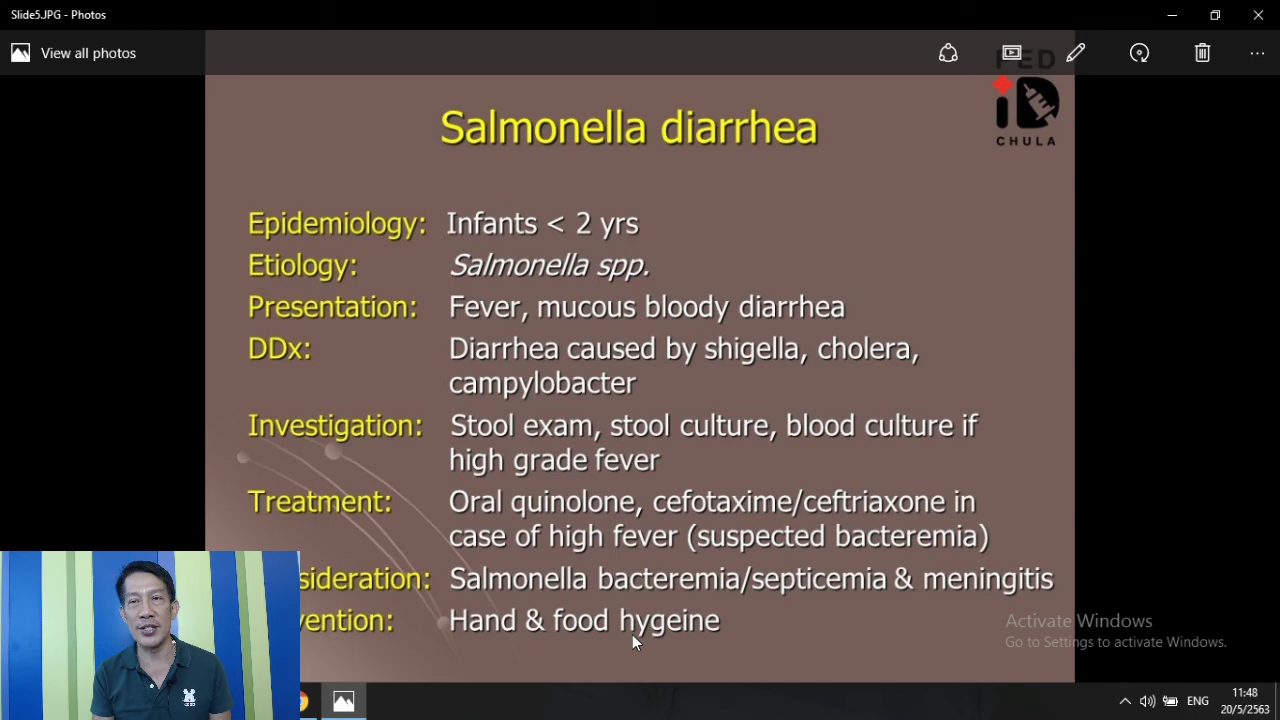 Slide5.JPG - Photos
View all photos
PED
iD
CHULA
Salmonella diarrhea
Epidemiology: Infants < 2 yrs
Etiology: Salmonella spp.
Presentation: Fever, mucous bloody diarrhea
DDx: Diarrhea caused by shigella, cholera,
campylobacter
Investigation: Stool exam, stool culture, blood culture if
high grade fever
Treatment: Oral quinolone, cefotaxime/ceftriaxone in
case of high fever (suspected bacteremia)
sideration: Salmonella bacteremia/septicemia & meningitis
vention: Hand & food hygeine
Activate Windows
Go to Settings to activate Windows.
ENG
11:48
20/5/2563